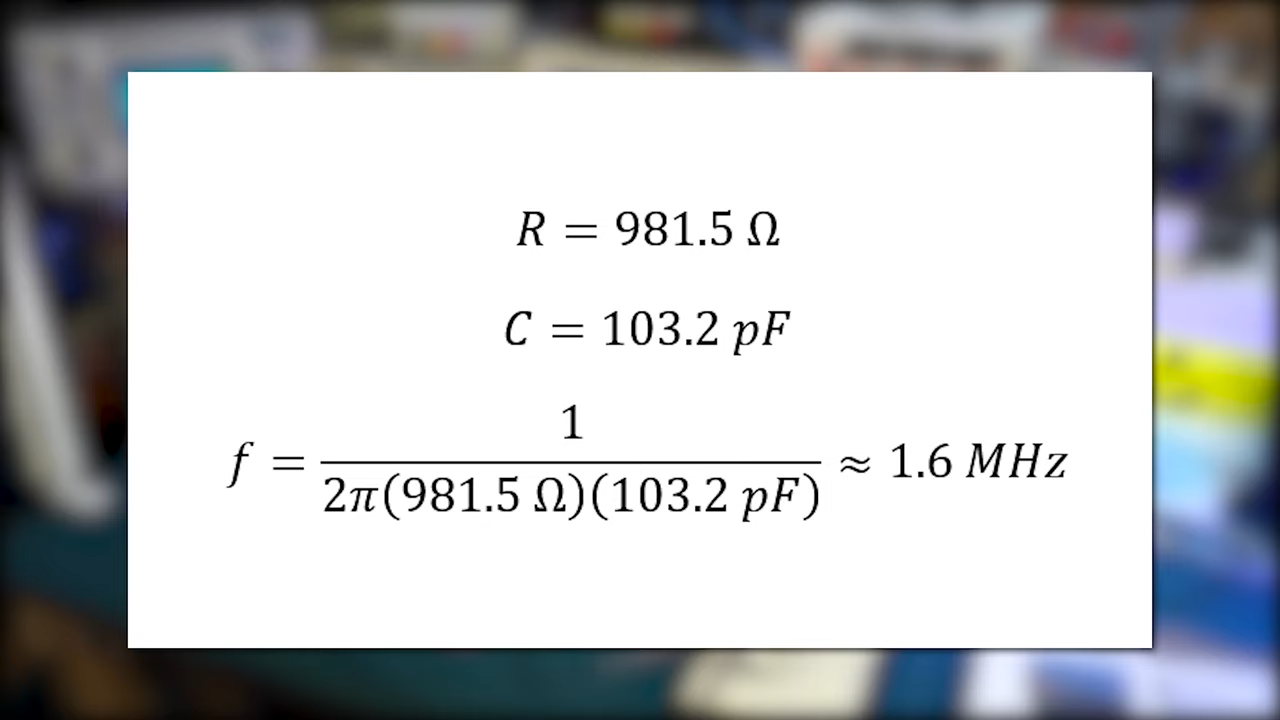 R = 981.5 Ω
C = 103.2 pF
f = 1 / 2π(981.5 Ω)(103.2 pF) ≈ 1.6 MHz